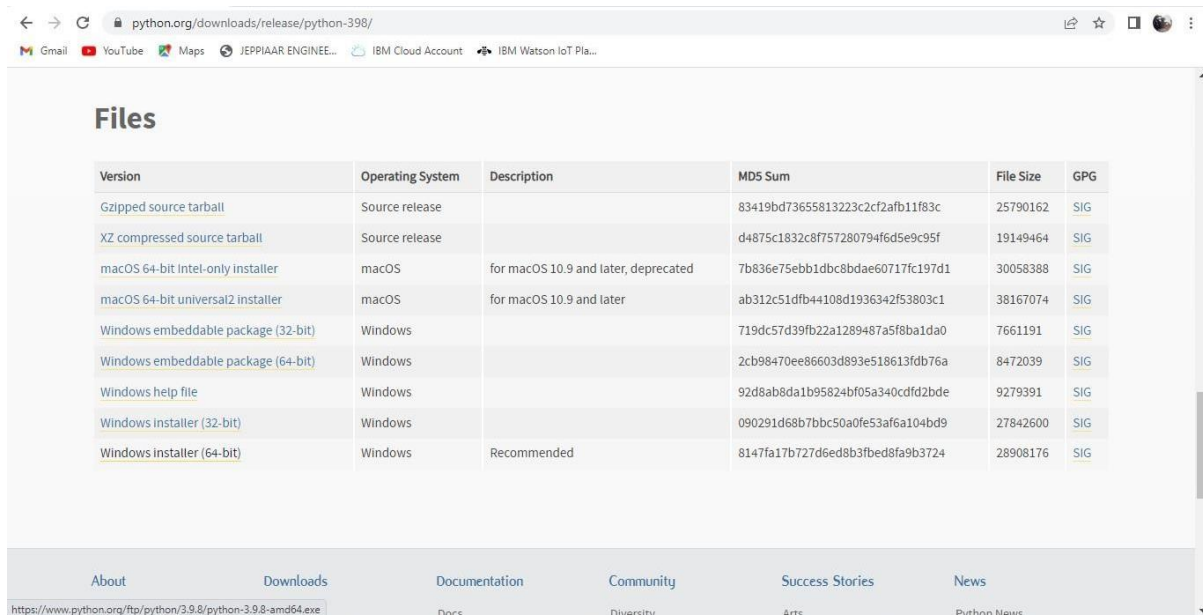 python.org/downloads/release/python-398/
Gmail YouTube Maps JEPPIAAR ENGINEE... IBM Cloud Account IBM Watson IoT Pla...
Files
Version Operating System Description MD5 Sum File Size GPG
Gzipped source tarball Source release 83419bd73655813223c2cf2afb11f83c 25790162 SIG
XZ compressed source tarball Source release d4875c1832c8f757280794f6d5e9c95f 19149464 SIG
macOS 64-bit Intel-only installer macOS for macOS 10.9 and later, deprecated 7b836e75ebb1dbc8bdae60717fc197d1 30058388 SIG
macOS 64-bit universal2 installer macOS for macOS 10.9 and later ab312c51dfb44108d1936342f53803c1 38167074 SIG
Windows embeddable package (32-bit) Windows 719dc57d39fb22a1289487a5f8ba1da0 7661191 SIG
Windows embeddable package (64-bit) Windows 2cb98470ee86603d893e518613fdb76a 8472039 SIG
Windows help file Windows 92d8ab8da1b95824bf05a340cdfd2bde 9279391 SIG
Windows installer (32-bit) Windows 090291d68b7bbc50a0fe53af6a104bd9 27842600 SIG
Windows installer (64-bit) Windows Recommended 8147fa17b727d6ed8b3fbed8fa9b3724 28908176 SIG
About Downloads Documentation Community Success Stories News
https://www.python.org/ftp/python/3.9.8/python-3.9.8-amd64.exe Docs Diversity Arts Python News